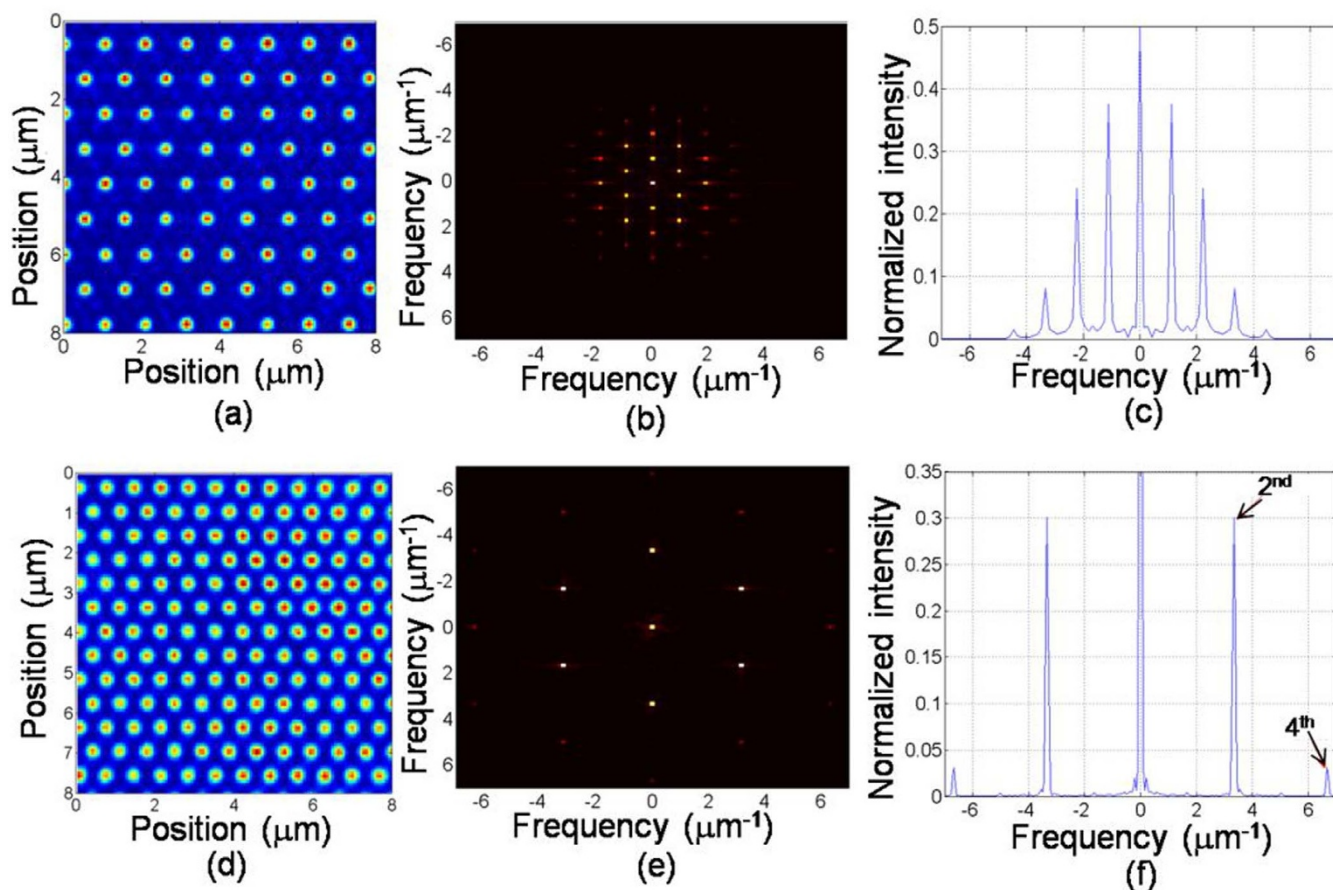 0
2
4
6
8
Position (μm)
0 2 4 6 8
Position (μm)
(a)
-6
-4
-2
0
2
4
6
Frequency (μm-1)
-6 -4 -2 0 2 4 6
Frequency (μm-1)
(b)
0.5
0.4
0.3
0.2
0.1
0
Normalized intensity
-6 -4 -2 0 2 4 6
Frequency (μm-1)
(c)
0
1
2
3
4
5
6
7
8
Position (μm)
0 2 4 6 8
Position (μm)
(d)
-6
-4
-2
0
2
4
6
Frequency (μm-1)
-6 -4 -2 0 2 4 6
Frequency (μm-1)
(e)
0.35
0.3
0.25
0.2
0.15
0.1
0.05
0
Normalized intensity
2nd
4th
-6 -4 -2 0 2 4 6
Frequency (μm-1)
(f)